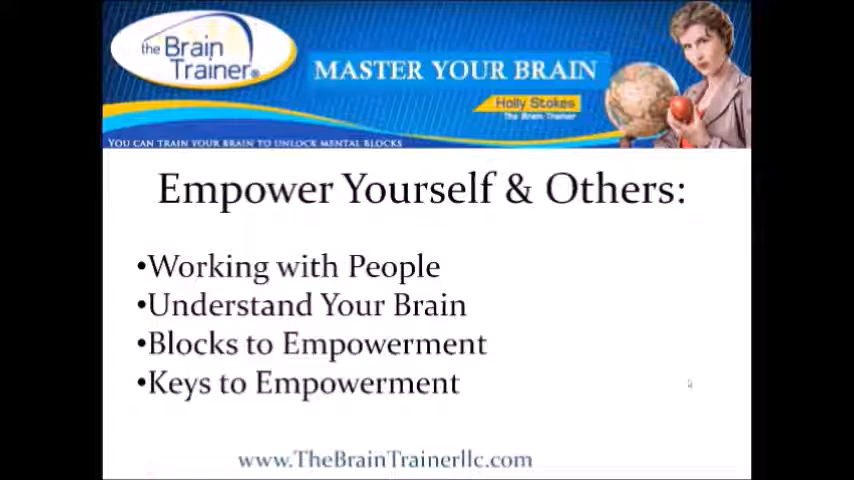 the Brain
Trainer®
MASTER YOUR BRAIN
Holly Stokes
The Brain Trainer
YOU CAN TRAIN YOUR BRAIN TO UNLOCK MENTAL BLOCKS
Empower Yourself & Others:
•Working with People
•Understand Your Brain
•Blocks to Empowerment
•Keys to Empowerment
www.TheBrainTrainerllc.com